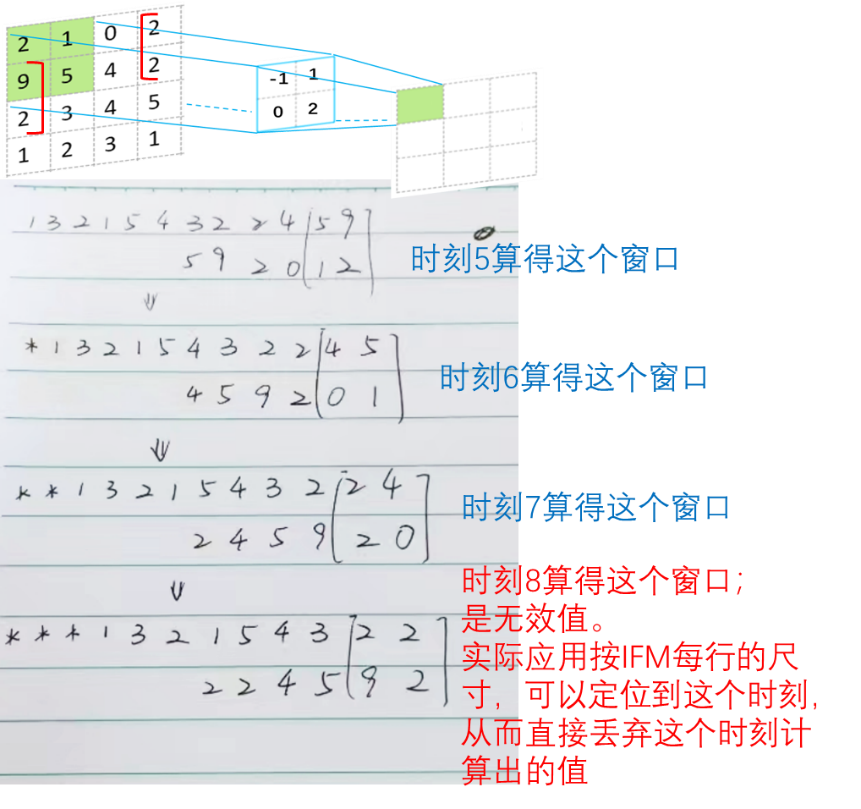 2 1 0 2
9 5 4 2
2 3 4 5
1 2 3 1
-1 1
0 2
1 3 2 1 5 4 3 2 2 4 5 9
5 9 2 0 1 2
时刻5算得这个窗口
* 1 3 2 1 5 4 3 2 2 4 5
4 5 9 2 0 1
时刻6算得这个窗口
* * 1 3 2 1 5 4 3 2 2 4
2 4 5 9 2 0
时刻7算得这个窗口
* * * 1 3 2 1 5 4 3 2 2
2 2 4 5 9 2
时刻8算得这个窗口；
是无效值。
实际应用按IFM每行的尺
寸，可以定位到这个时刻，
从而直接丢弃这个时刻计
算出的值